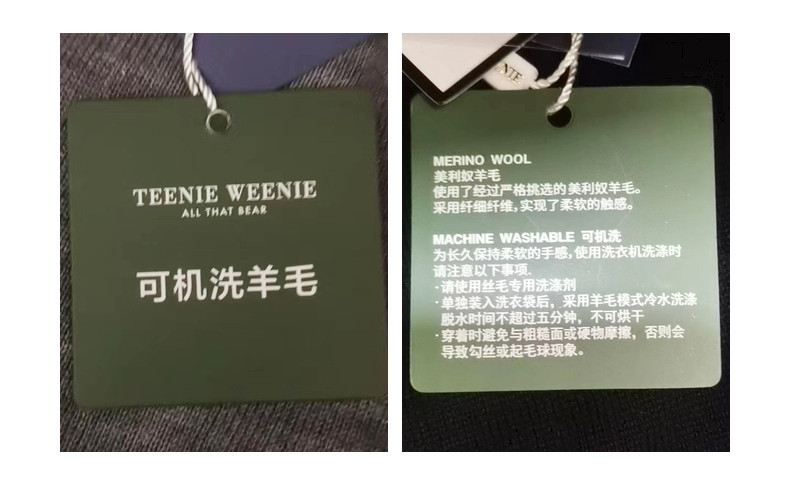 TEENIE WEENIE
ALL THAT BEAR
可机洗羊毛
MERINO WOOL
美利奴羊毛
使用了经过严格挑选的美利奴羊毛。
采用纤细纤维,实现了柔软的触感。
MACHINE WASHABLE 可机洗
为长久保持柔软的手感,使用洗衣机洗涤时
请注意以下事项.
·请使用丝毛专用洗涤剂
·单独装入洗衣袋后，采用羊毛模式冷水洗涤
脱水时间不超过五分钟，不可烘干
·穿着时避免与粗糙面或硬物摩擦，否则会
导致勾丝或起毛球现象。